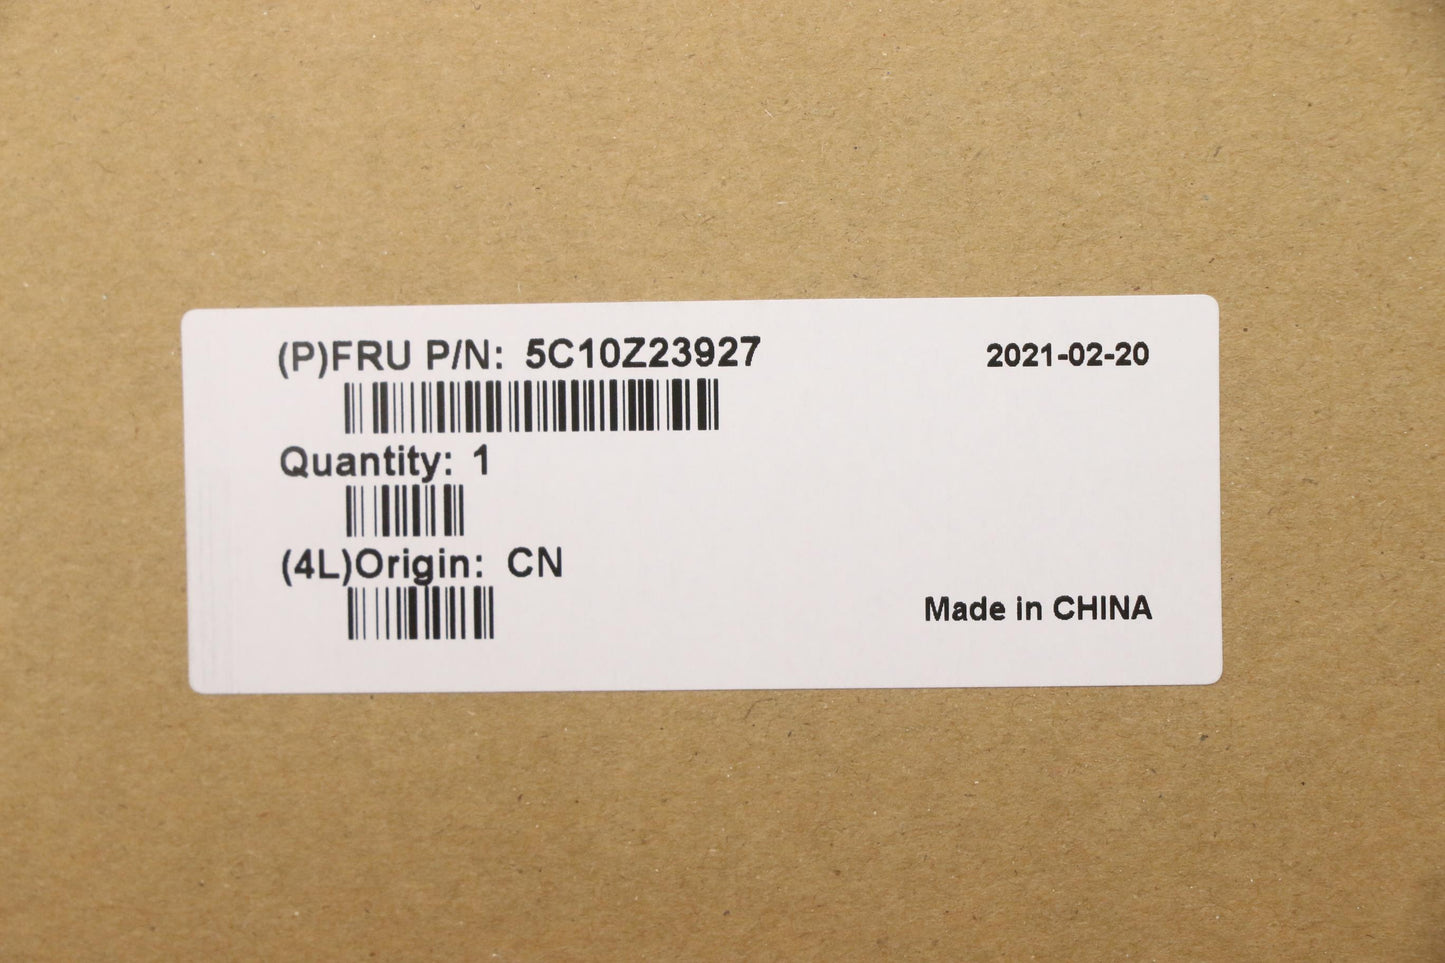 (P)FRU P/N: 5C10Z23927
2021-02-20
Quantity: 1
(4L)Origin: CN
Made in CHINA